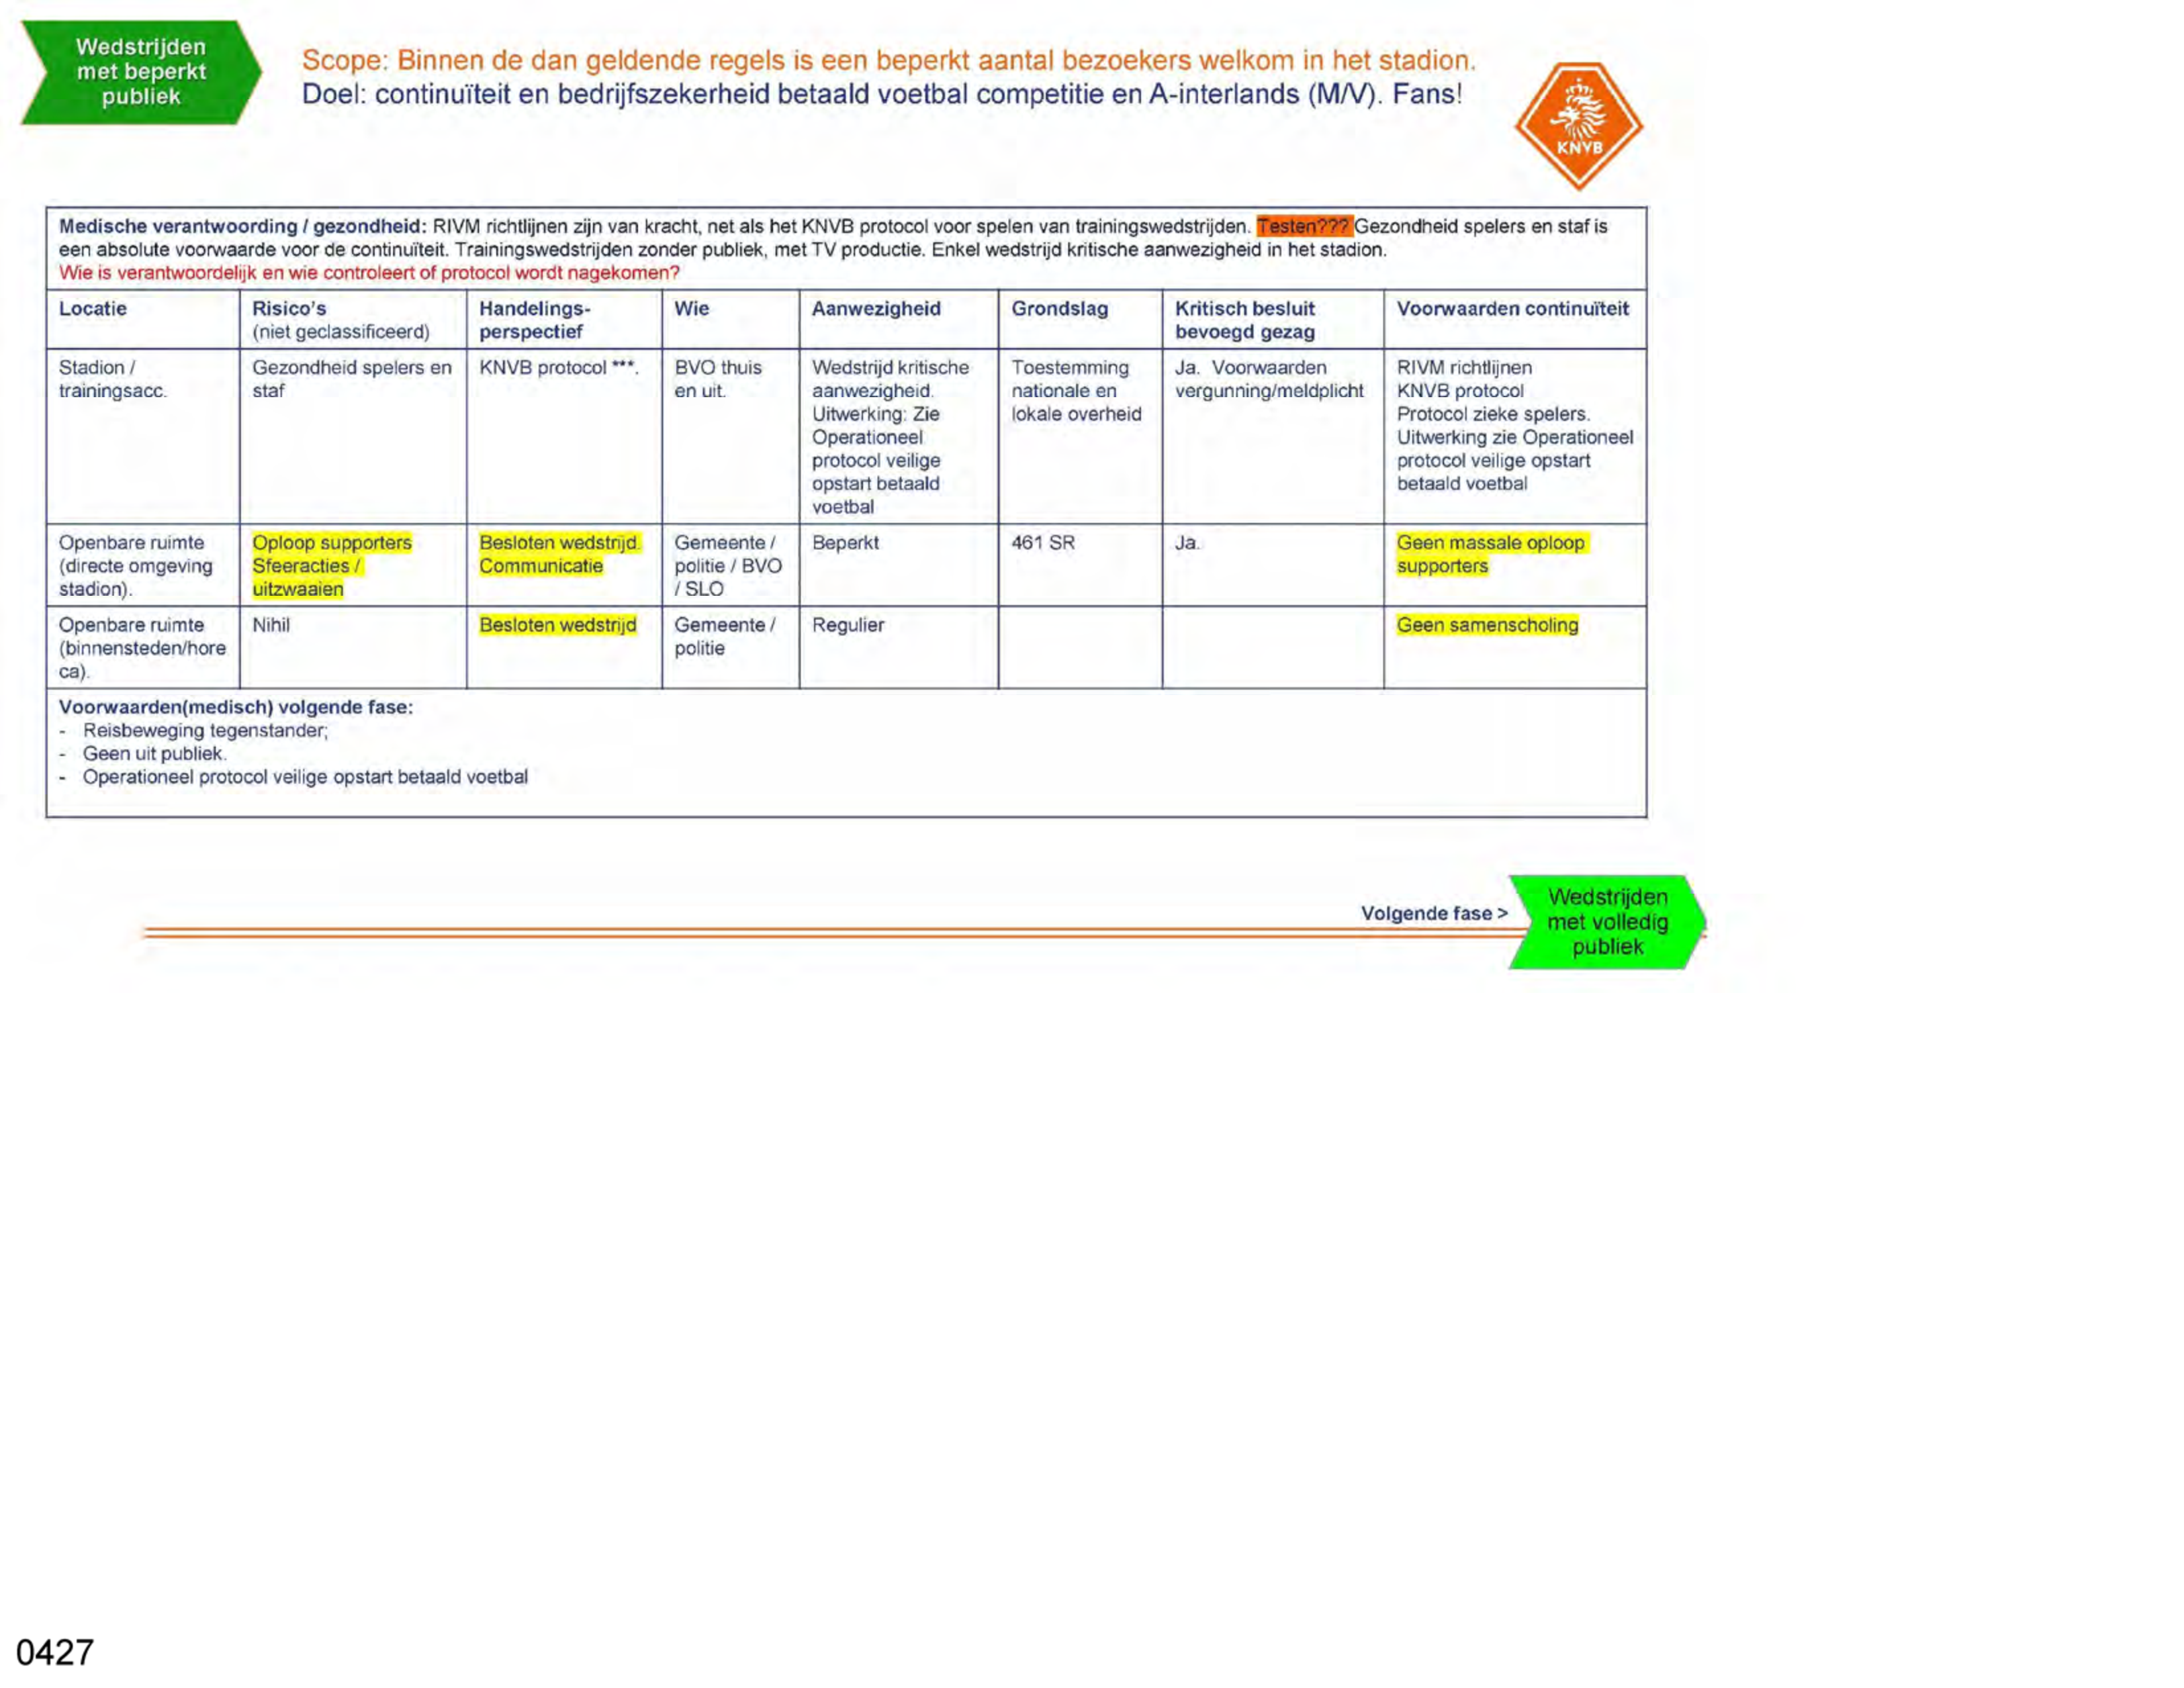 Wedstrijden
met beperkt
publiek
Scope: Binnen de dan geldende regels is een beperkt aantal bezoekers welkom in het stadion.
Doel: continuïteit en bedrijfszekerheid betaald voetbal competitie en A-interlands (M/V). Fans!
KNVB
Medische verantwoording / gezondheid: RIVM richtlijnen zijn van kracht, net als het KNVB protocol voor spelen van trainingswedstrijden. Testen??? Gezondheid spelers en staf is
een absolute voorwaarde voor de continuïteit. Trainingswedstrijden zonder publiek, met TV productie. Enkel wedstrijd kritische aanwezigheid in het stadion.
Wie is verantwoordelijk en wie controleert of protocol wordt nagekomen?
Locatie
Risico's
(niet geclassificeerd)
Handelings-
perspectief
Wie
Aanwezigheid
Grondslag
Kritisch besluit
bevoegd gezag
Voorwaarden continuïteit
Stadion /
trainingsacc.
Gezondheid spelers en
staf
KNVB protocol ***.
BVO thuis
en uit.
Wedstrijd kritische
aanwezigheid.
Uitwerking: Zie
Operationeel
protocol veilige
opstart betaald
voetbal
Toestemming
nationale en
lokale overheid
Ja. Voorwaarden
vergunning/meldplicht
RIVM richtlijnen
KNVB protocol
Protocol zieke spelers.
Uitwerking zie Operationeel
protocol veilige opstart
betaald voetbal
Openbare ruimte
(directe omgeving
stadion).
Oploop supporters
Sfeeracties /
uitzwaaien
Besloten wedstrijd.
Communicatie
Gemeente /
politie / BVO
/ SLO
Beperkt
461 SR
Ja.
Geen massale oploop
supporters
Openbare ruimte
(binnensteden/hore
ca).
Nihil
Besloten wedstrijd
Gemeente /
politie
Regulier
Geen samenscholing
Voorwaarden(medisch) volgende fase:
- Reisbeweging tegenstander;
- Geen uit publiek.
- Operationeel protocol veilige opstart betaald voetbal
Volgende fase >
Wedstrijden
met volledig
publiek
0427